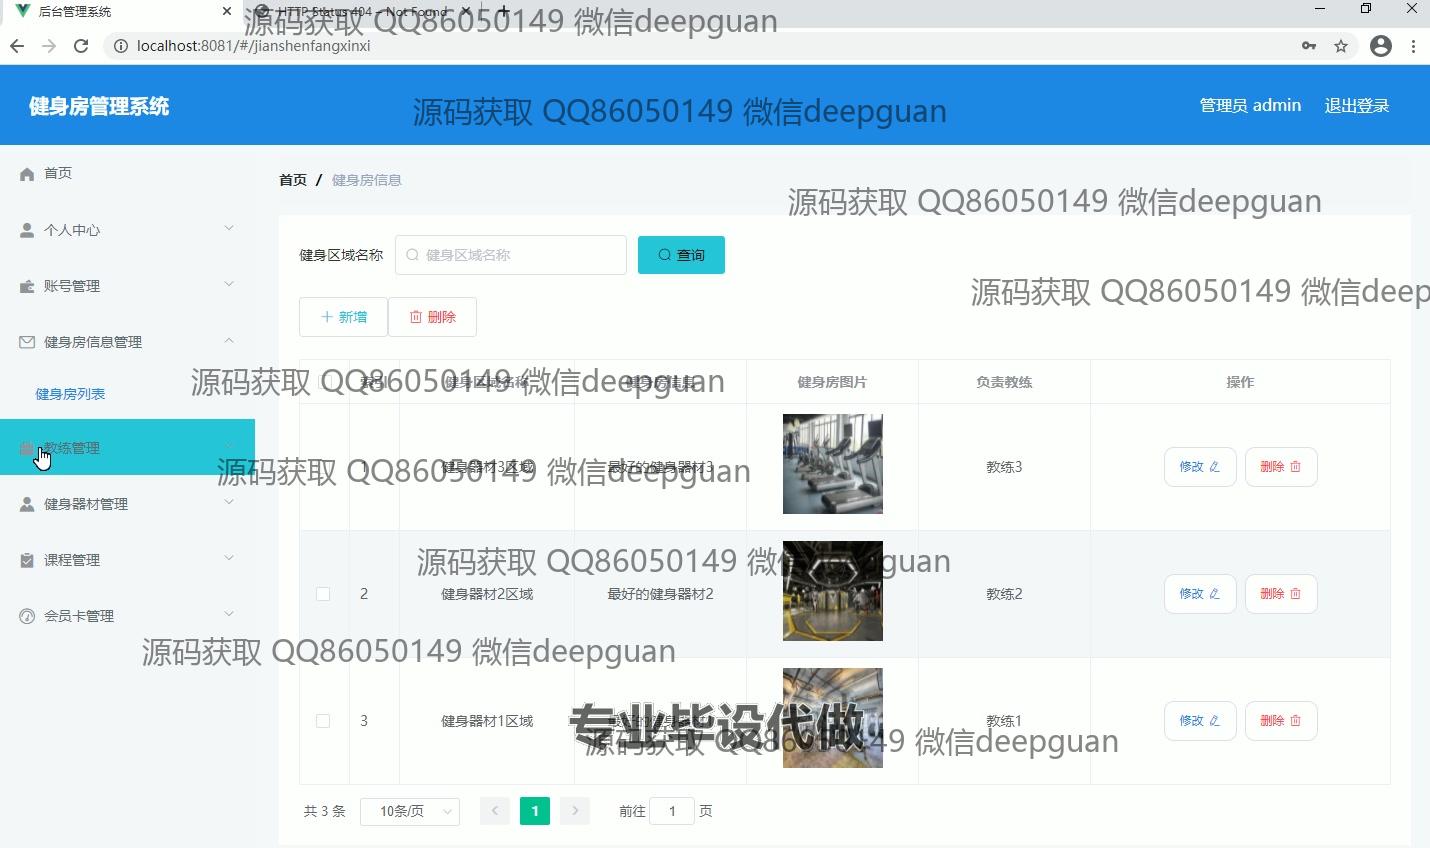 后台管理系统
HTTP Status 404 – Not Found
源码获取 QQ86050149 微信deepguan
localhost:8081/#/jianshenfangxinxi
健身房管理系统
源码获取 QQ86050149 微信deepguan
管理员 admin
退出登录
首页
首页 / 健身房信息
源码获取 QQ86050149 微信deepguan
个人中心
健身区域名称
健身区域名称
查询
账号管理
源码获取 QQ86050149 微信deep
新增
删除
健身房信息管理
源码获取 QQ86050149 微信deepguan
索引 健身区域名称 健身房信息 健身房图片 负责教练 操作
健身房列表
教练管理
源码获取 QQ86050149 微信deepguan
1 健身器材3区域 最好的健身器材3 教练3 修改 删除
健身器材管理
课程管理
源码获取 QQ86050149 微信deepguan
2 健身器材2区域 最好的健身器材2 教练2 修改 删除
会员卡管理
源码获取 QQ86050149 微信deepguan
3 健身器材1区域 教练1 修改 删除
专业毕设代做
源码获取 QQ86050149 微信deepguan
共 3 条 10条/页 1 前往 1 页